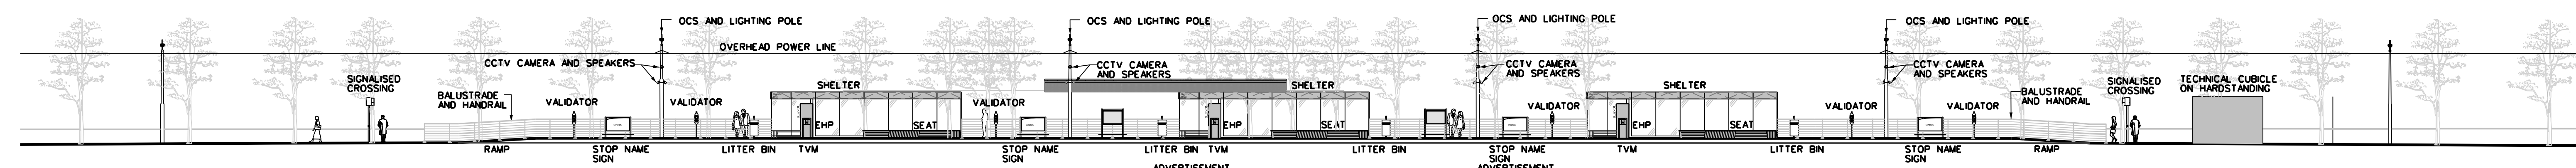 OCS AND LIGHTING POLE
OCS AND LIGHTING POLE
OCS AND LIGHTING POLE
OCS AND LIGHTING POLE
OVERHEAD POWER LINE
CCTV CAMERA AND SPEAKERS
CCTV CAMERA
AND SPEAKERS
CCTV CAMERA
AND SPEAKERS
CCTV CAMERA
AND SPEAKERS
SIGNALISED
CROSSING
SHELTER
SHELTER
SHELTER
SIGNALISED
CROSSING
TECHNICAL CUBICLE
ON HARDSTANDING
BALUSTRADE
AND HANDRAIL
BALUSTRADE
AND HANDRAIL
VALIDATOR
VALIDATOR
VALIDATOR
VALIDATOR
VALIDATOR
VALIDATOR
EHP
SEAT
EHP
SEAT
EHP
SEAT
RAMP
STOP NAME
SIGN
LITTER BIN
TVM
STOP NAME
SIGN
LITTER BIN
TVM
LITTER BIN
STOP NAME
SIGN
TVM
LITTER BIN
STOP NAME
SIGN
RAMP
ADVERTISEMENT
ADVERTISEMENT